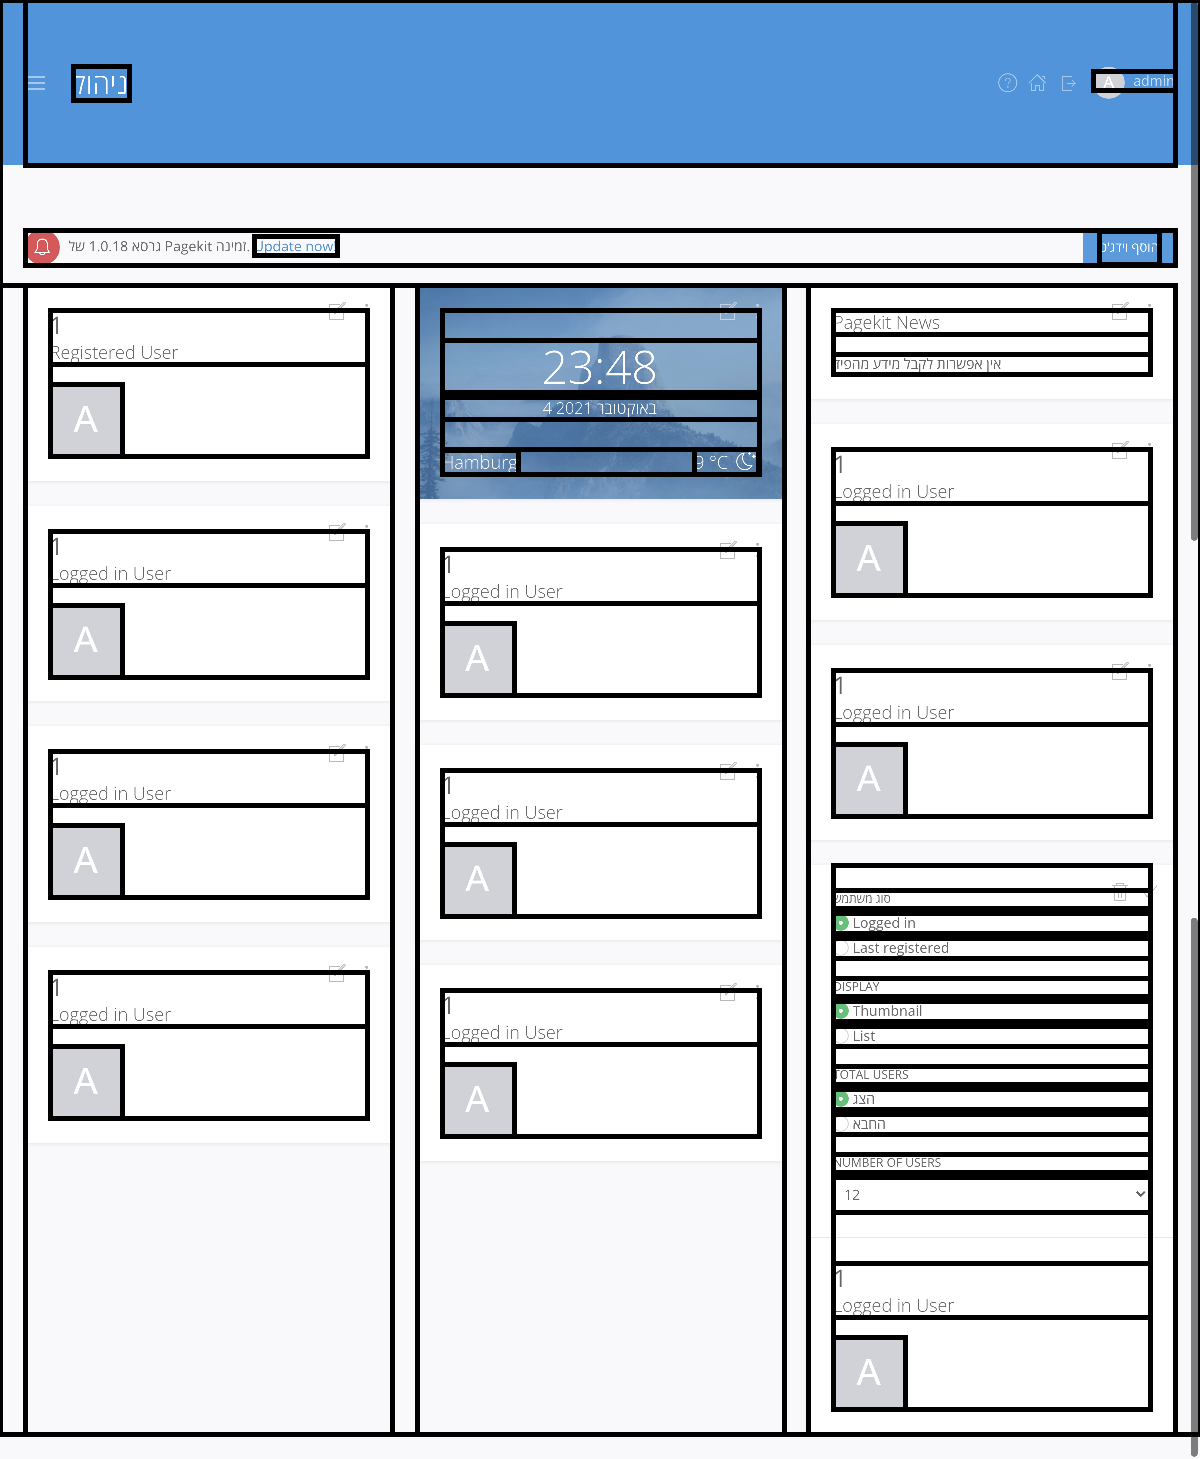 ניהול
A admin
גרסא 1.0.18 של Pagekit זמינה. Update now!
הוסף וידג'ט
1
Registered User
A
1
Logged in User
A
1
Logged in User
A
1
Logged in User
A
23:48
4 באוקטובר 2021
Hamburg
9 °C
1
Logged in User
A
1
Logged in User
A
1
Logged in User
A
Pagekit News
אין אפשרות לקבל מידע מהפיד
1
Logged in User
A
1
Logged in User
A
סוג משתמש
Logged in
Last registered
DISPLAY
Thumbnail
List
TOTAL USERS
הצג
החבא
NUMBER OF USERS
12
1
Logged in User
A